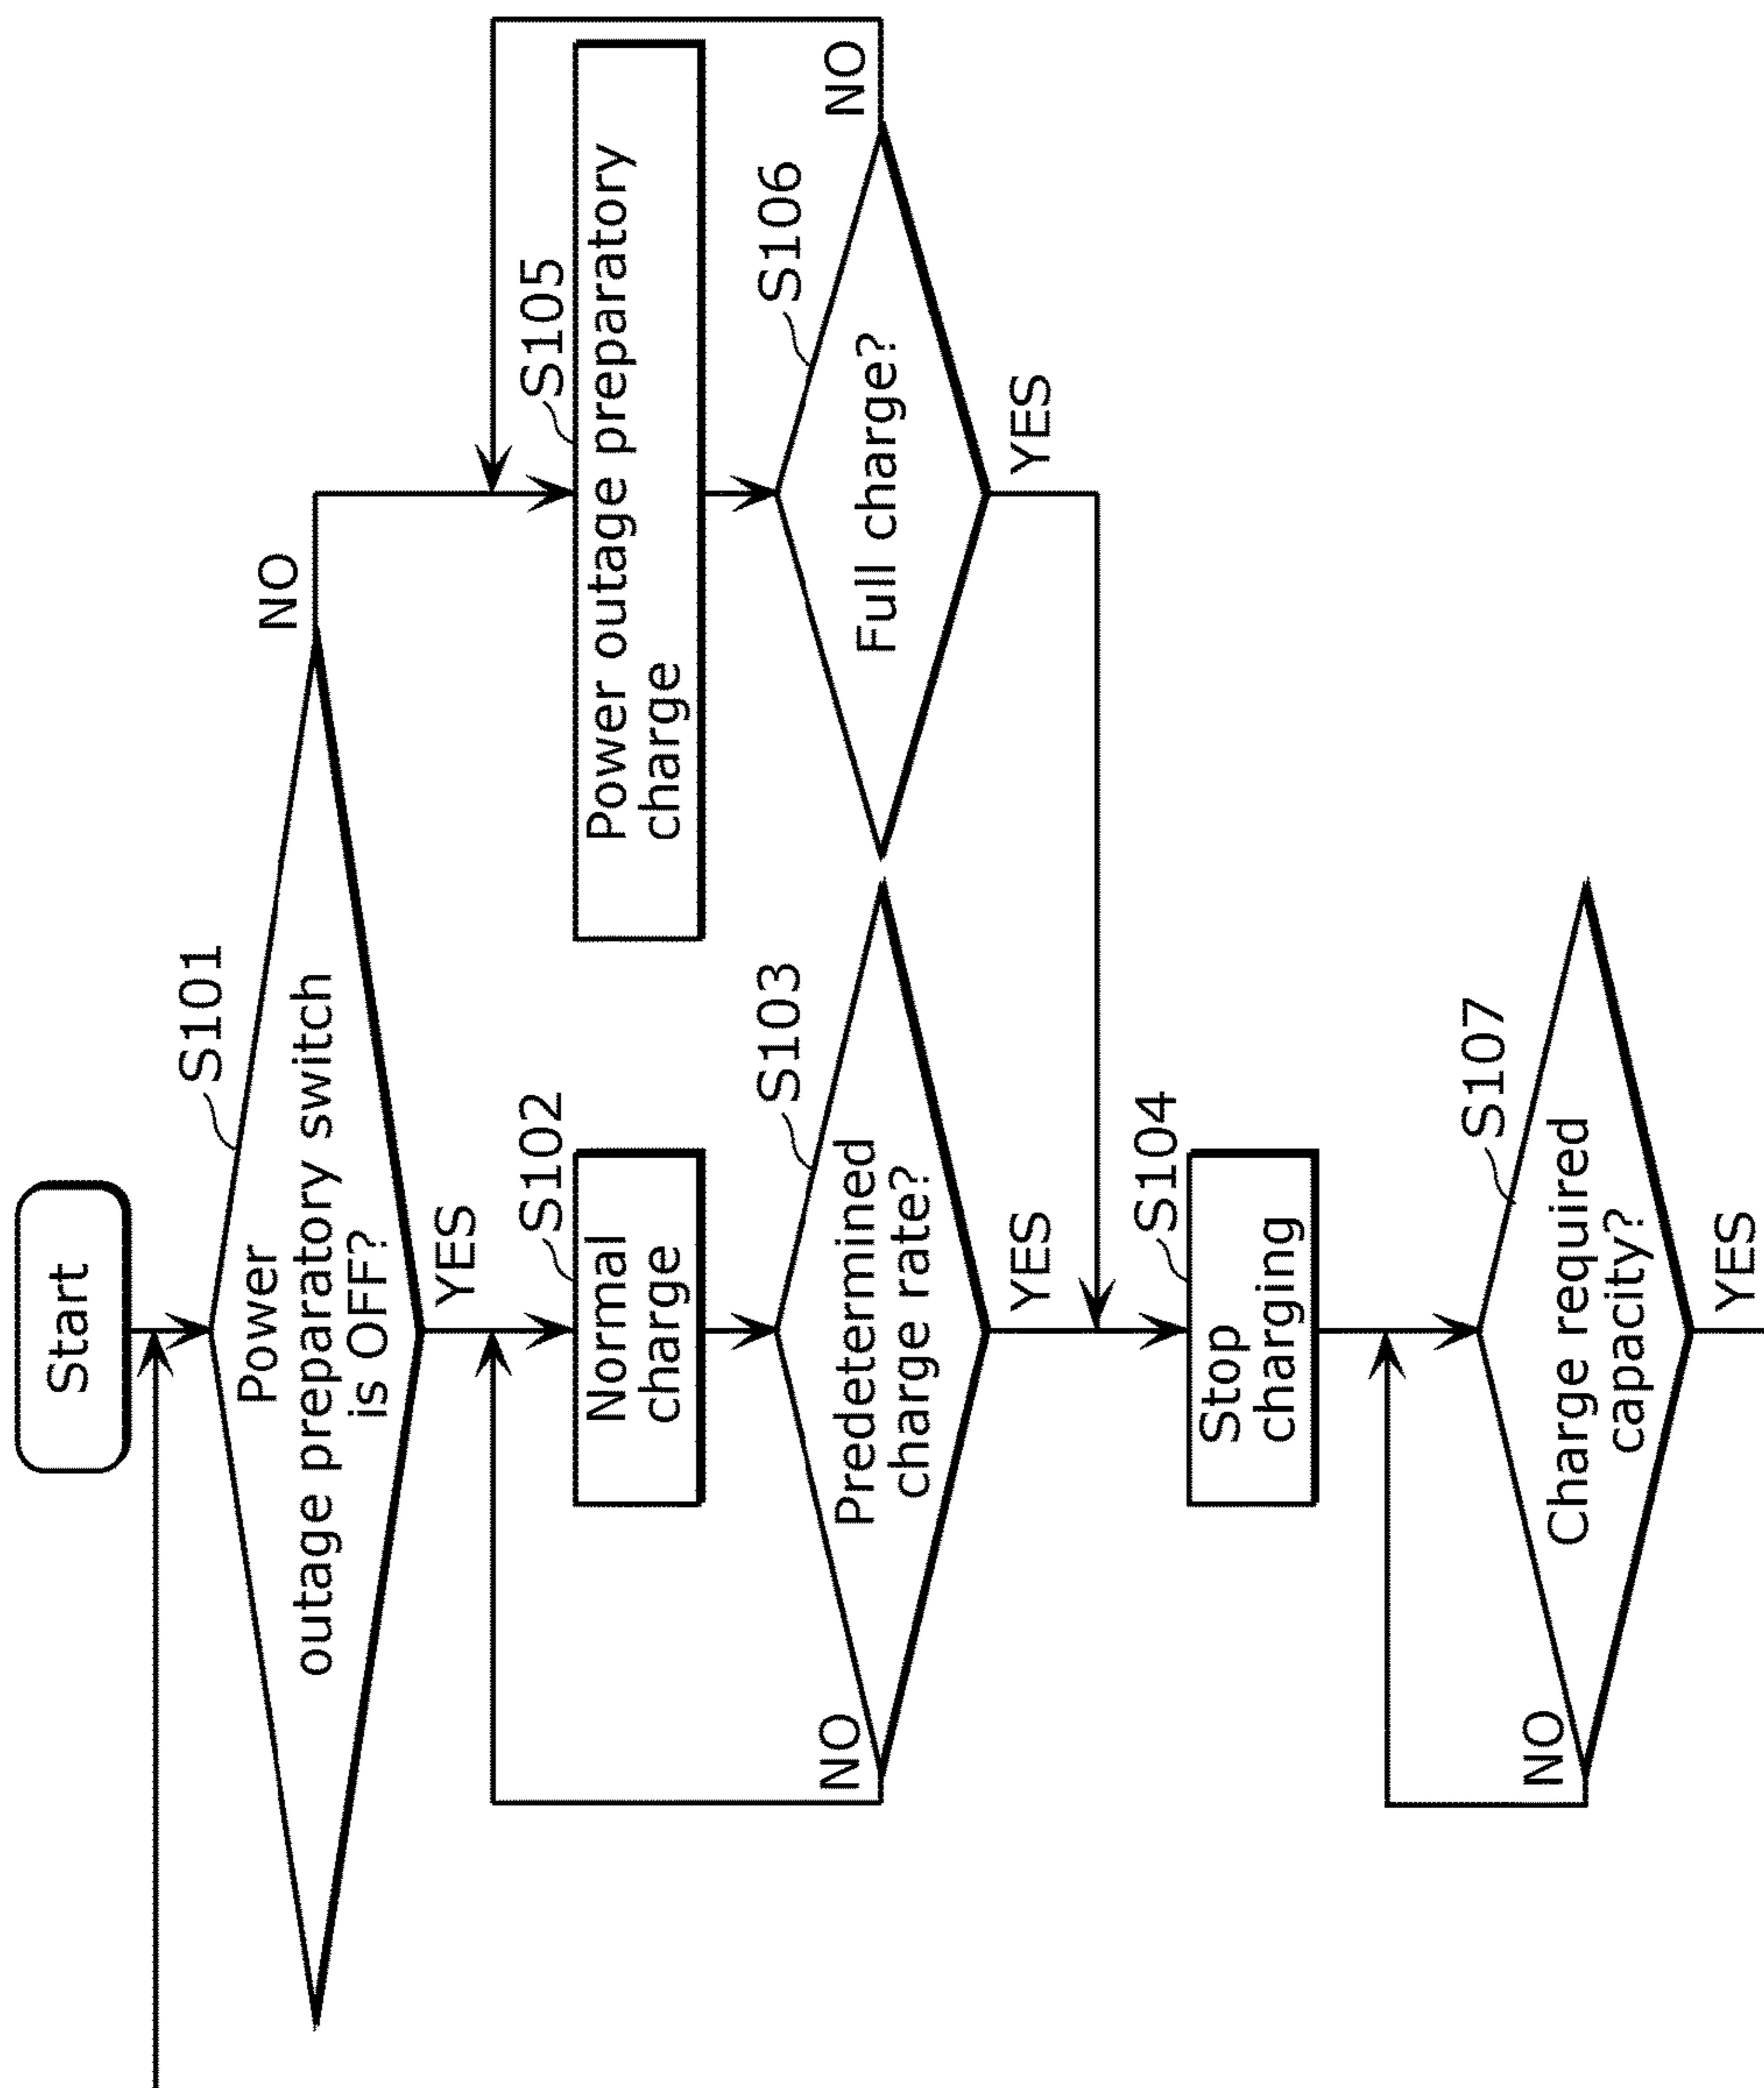 Start
S101
Power
outage preparatory switch
is OFF?
NO
YES
S102
Normal
charge
S105
Power outage preparatory
charge
S103
Predetermined
charge rate?
NO
YES
S106
Full charge?
NO
YES
S104
Stop
charging
S107
Charge required
capacity?
NO
YES